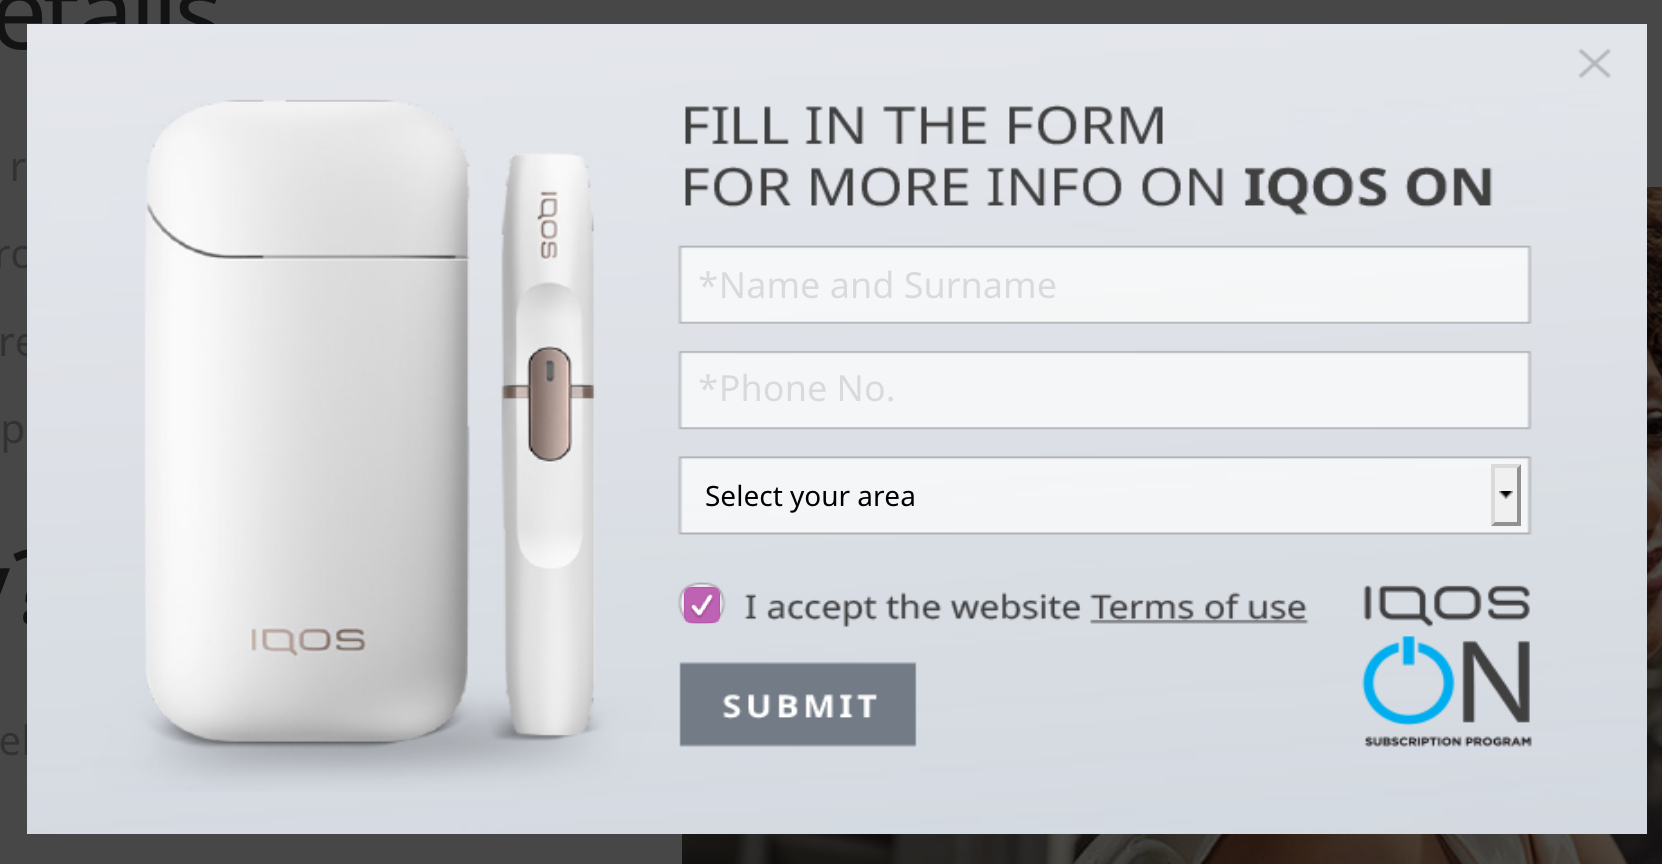 etails
FILL IN THE FORM
FOR MORE INFO ON IQOS ON
*Name and Surname
*Phone No.
Select your area
I accept the website Terms of use
SUBMIT
IQOS
ON
SUBSCRIPTION PROGRAM
IQOS
IQOS